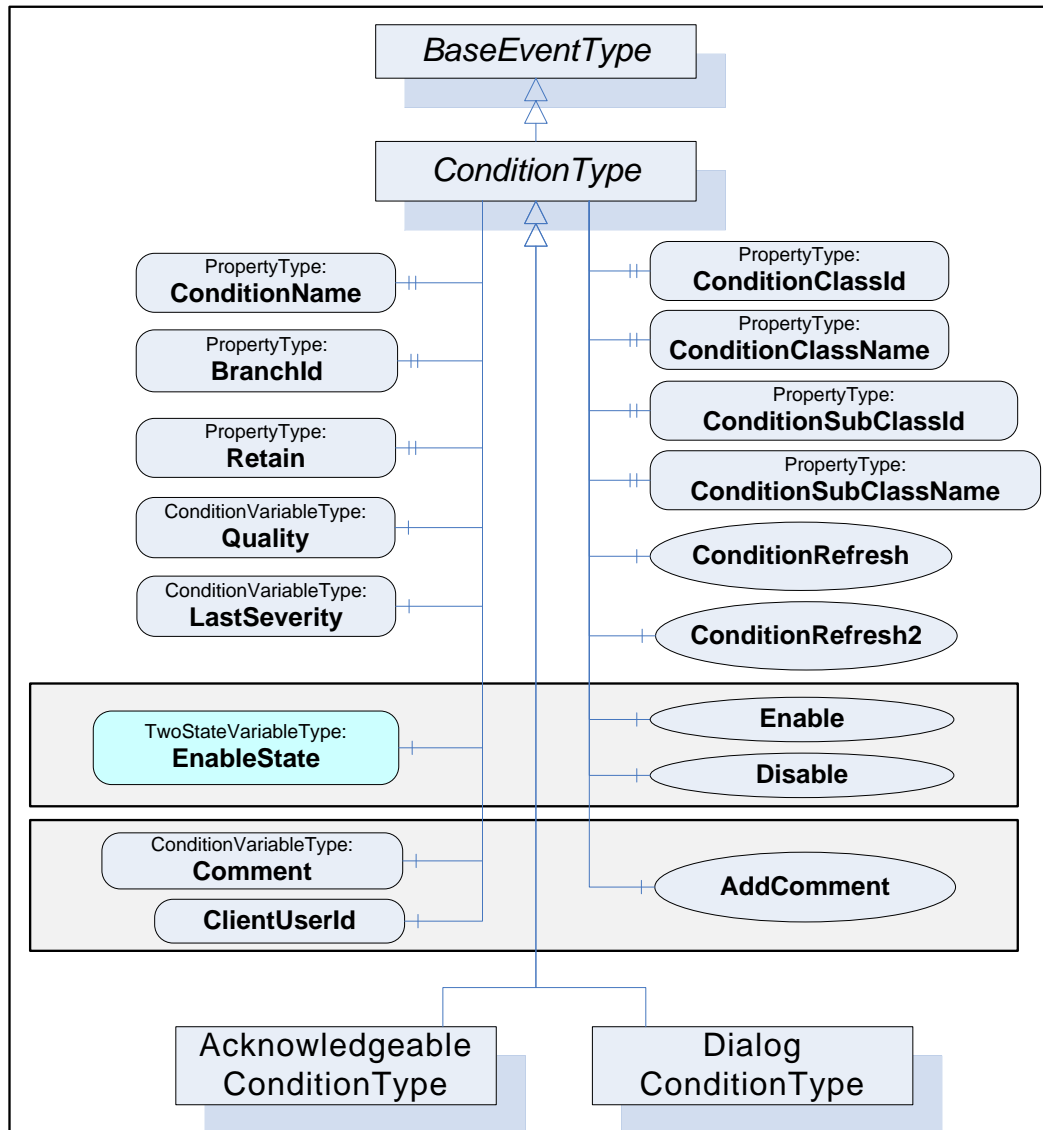 BaseEventType
ConditionType
PropertyType:
ConditionName
PropertyType:
BranchId
PropertyType:
Retain
ConditionVariableType:
Quality
ConditionVariableType:
LastSeverity
PropertyType:
ConditionClassId
PropertyType:
ConditionClassName
PropertyType:
ConditionSubClassId
PropertyType:
ConditionSubClassName
ConditionRefresh
ConditionRefresh2
TwoStateVariableType:
EnableState
Enable
Disable
ConditionVariableType:
Comment
ClientUserId
AddComment
Acknowledgeable
ConditionType
Dialog
ConditionType